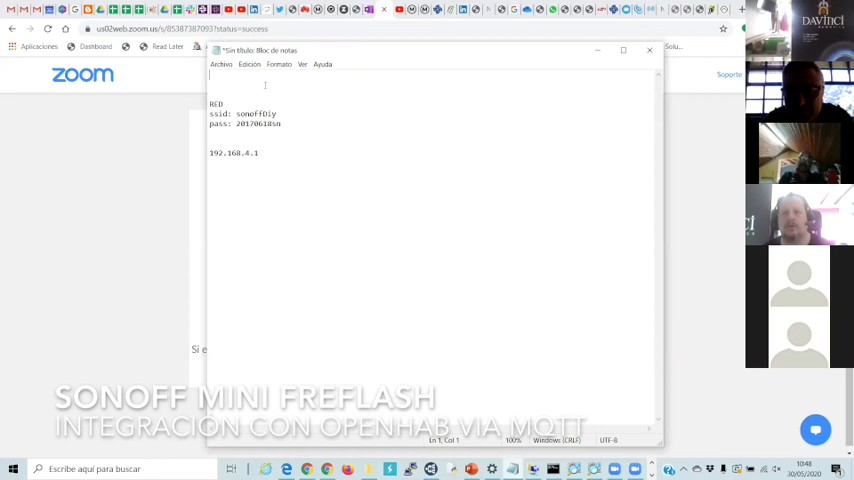 us02web.zoom.us/s/85387387093?status=success
Aplicaciones
Dashboard
Read Later
zoom
Soporte
*Sin título: Bloc de notas
Archivo Edición Formato Ver Ayuda
RED
ssid: sonoffDiy
pass: 20170618sn
192.168.4.1
Si e
SONOFF MINI FREFLASH
INTEGRACIÓN CON OPENHAB VIA MQTT
Ln 1, Col 1
100%
Windows (CRLF)
UTF-8
DAVINCI
Escribe aquí para buscar
10:48
30/05/2020